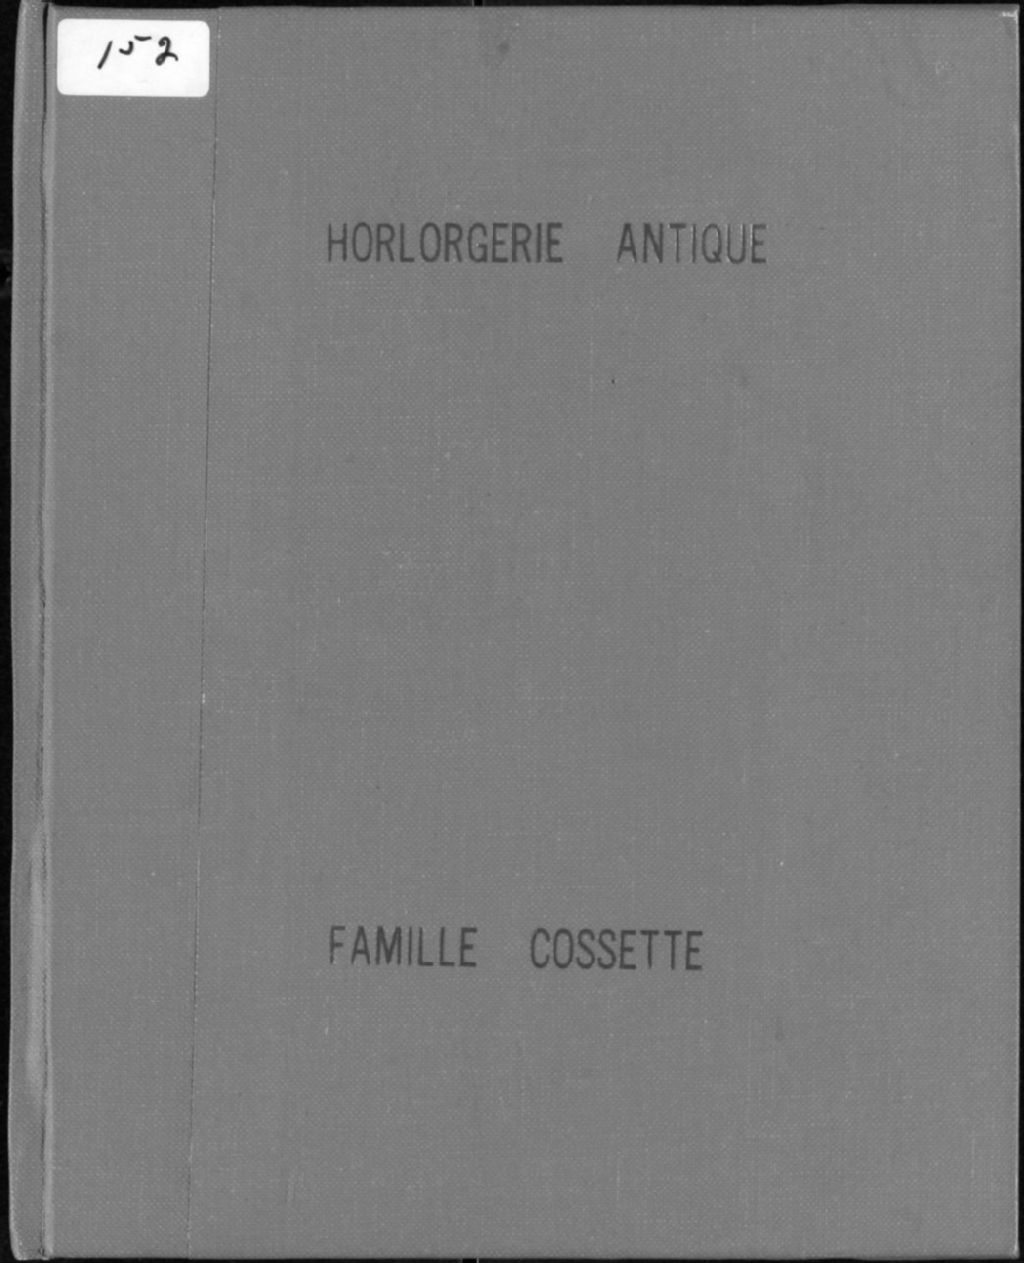 152
HORLORGERIE ANTIQUE
FAMILLE COSSETTE